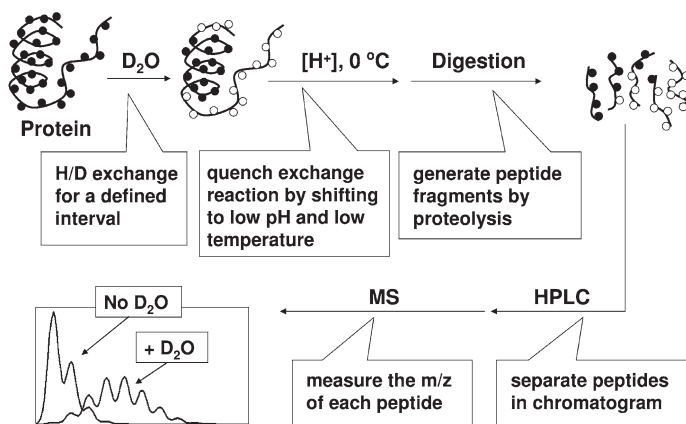 D₂O
[H⁺], 0 ºC
Digestion
Protein
H/D exchange
for a defined
interval
quench exchange
reaction by shifting
to low pH and low
temperature
generate peptide
fragments by
proteolysis
No D₂O
+ D₂O
MS
HPLC
measure the m/z
of each peptide
separate peptides
in chromatogram